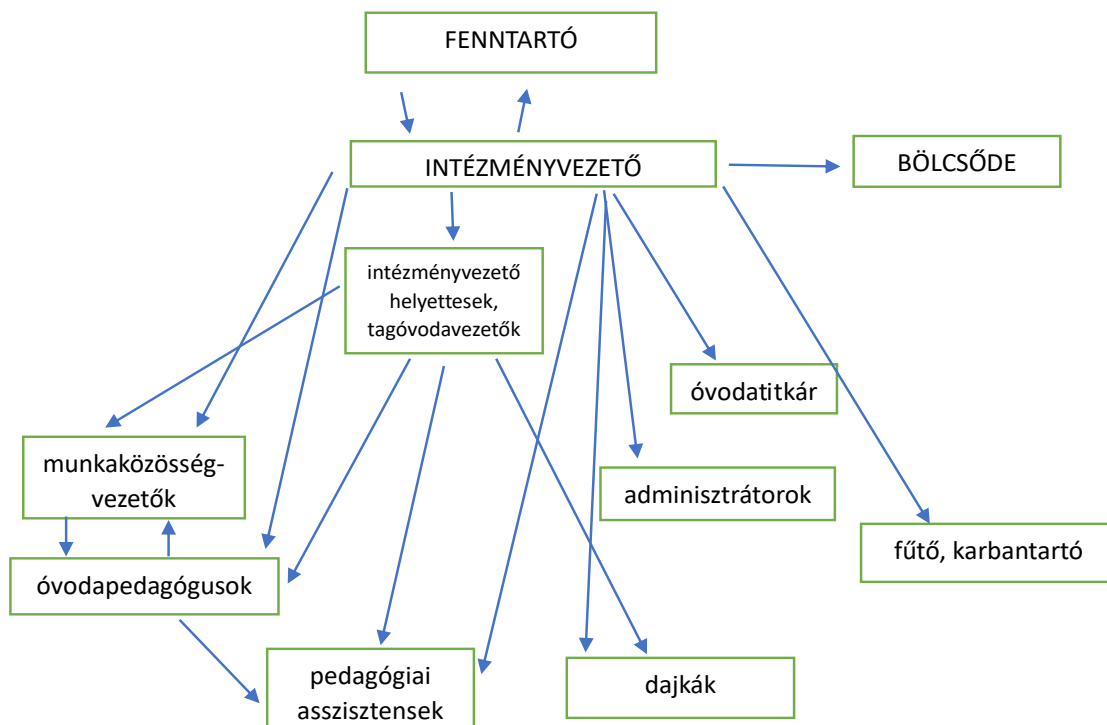 FENNTARTÓ
INTÉZMÉNYVEZETŐ
BÖLCSŐDE
intézményvezető
helyettesek,
tagóvodavezetők
óvodatitkár
munkaközösség-
vezetők
adminisztrátorok
fűtő, karbantartó
óvodapedagógusok
pedagógiai
asszisztensek
dajkák